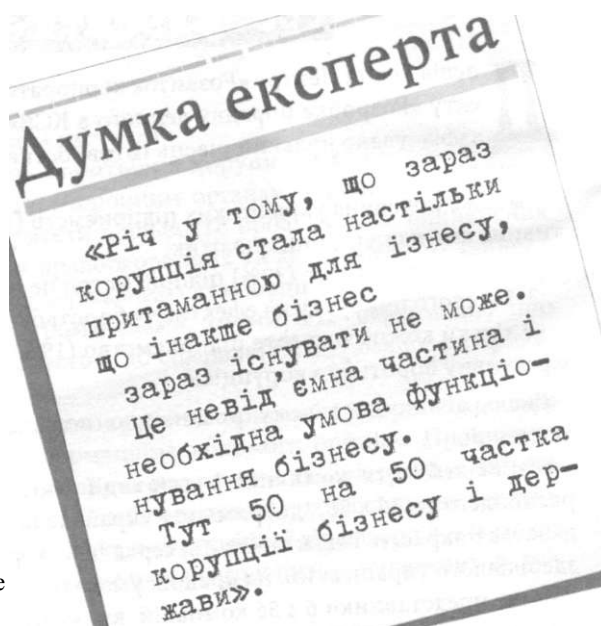 Думка експерта
«Річ у тому, що зараз
корупція стала настільки
притаманною для ізнесу,
що інакше бізнес
зараз існувати не може.
Це невід ємна частина і
необхідна умова функціо-
нування бізнесу.
Тут 50 на 50 частка
корупції бізнесу і дер-
жави».
е